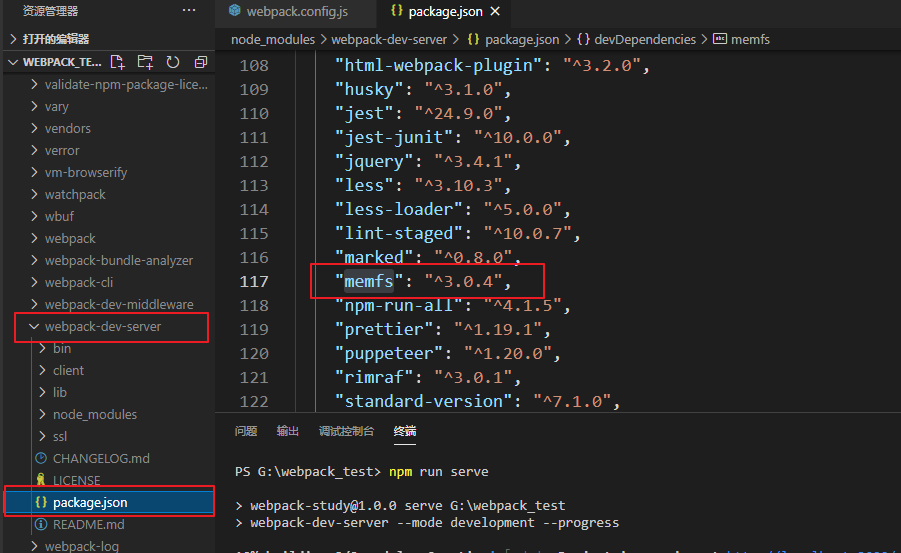 资源管理器
···
打开的编辑器
WEBPACK_TE...
validate-npm-package-lice...
vary
vendors
verror
vm-browserify
watchpack
wbuf
webpack
webpack-bundle-analyzer
webpack-cli
webpack-dev-middleware
webpack-dev-server
bin
client
lib
node_modules
ssl
CHANGELOG.md
LICENSE
{} package.json
README.md
webpack-log
webpack.config.js
{} package.json ×
node_modules > webpack-dev-server > {} package.json > {} devDependencies > abc memfs
108 "html-webpack-plugin": "^3.2.0",
109 "husky": "^3.1.0",
110 "jest": "^24.9.0",
111 "jest-junit": "^10.0.0",
112 "jquery": "^3.4.1",
113 "less": "^3.10.3",
114 "less-loader": "^5.0.0",
115 "lint-staged": "^10.0.7",
116 "marked": "^0.8.0",
117 "memfs": "^3.0.4",
118 "npm-run-all": "^4.1.5",
119 "prettier": "^1.19.1",
120 "puppeteer": "^1.20.0",
121 "rimraf": "^3.0.1",
122 "standard-version": "^7.1.0",
问题 输出 调试控制台 终端
PS G:\webpack_test> npm run serve
> webpack-study@1.0.0 serve G:\webpack_test
> webpack-dev-server --mode development --progress